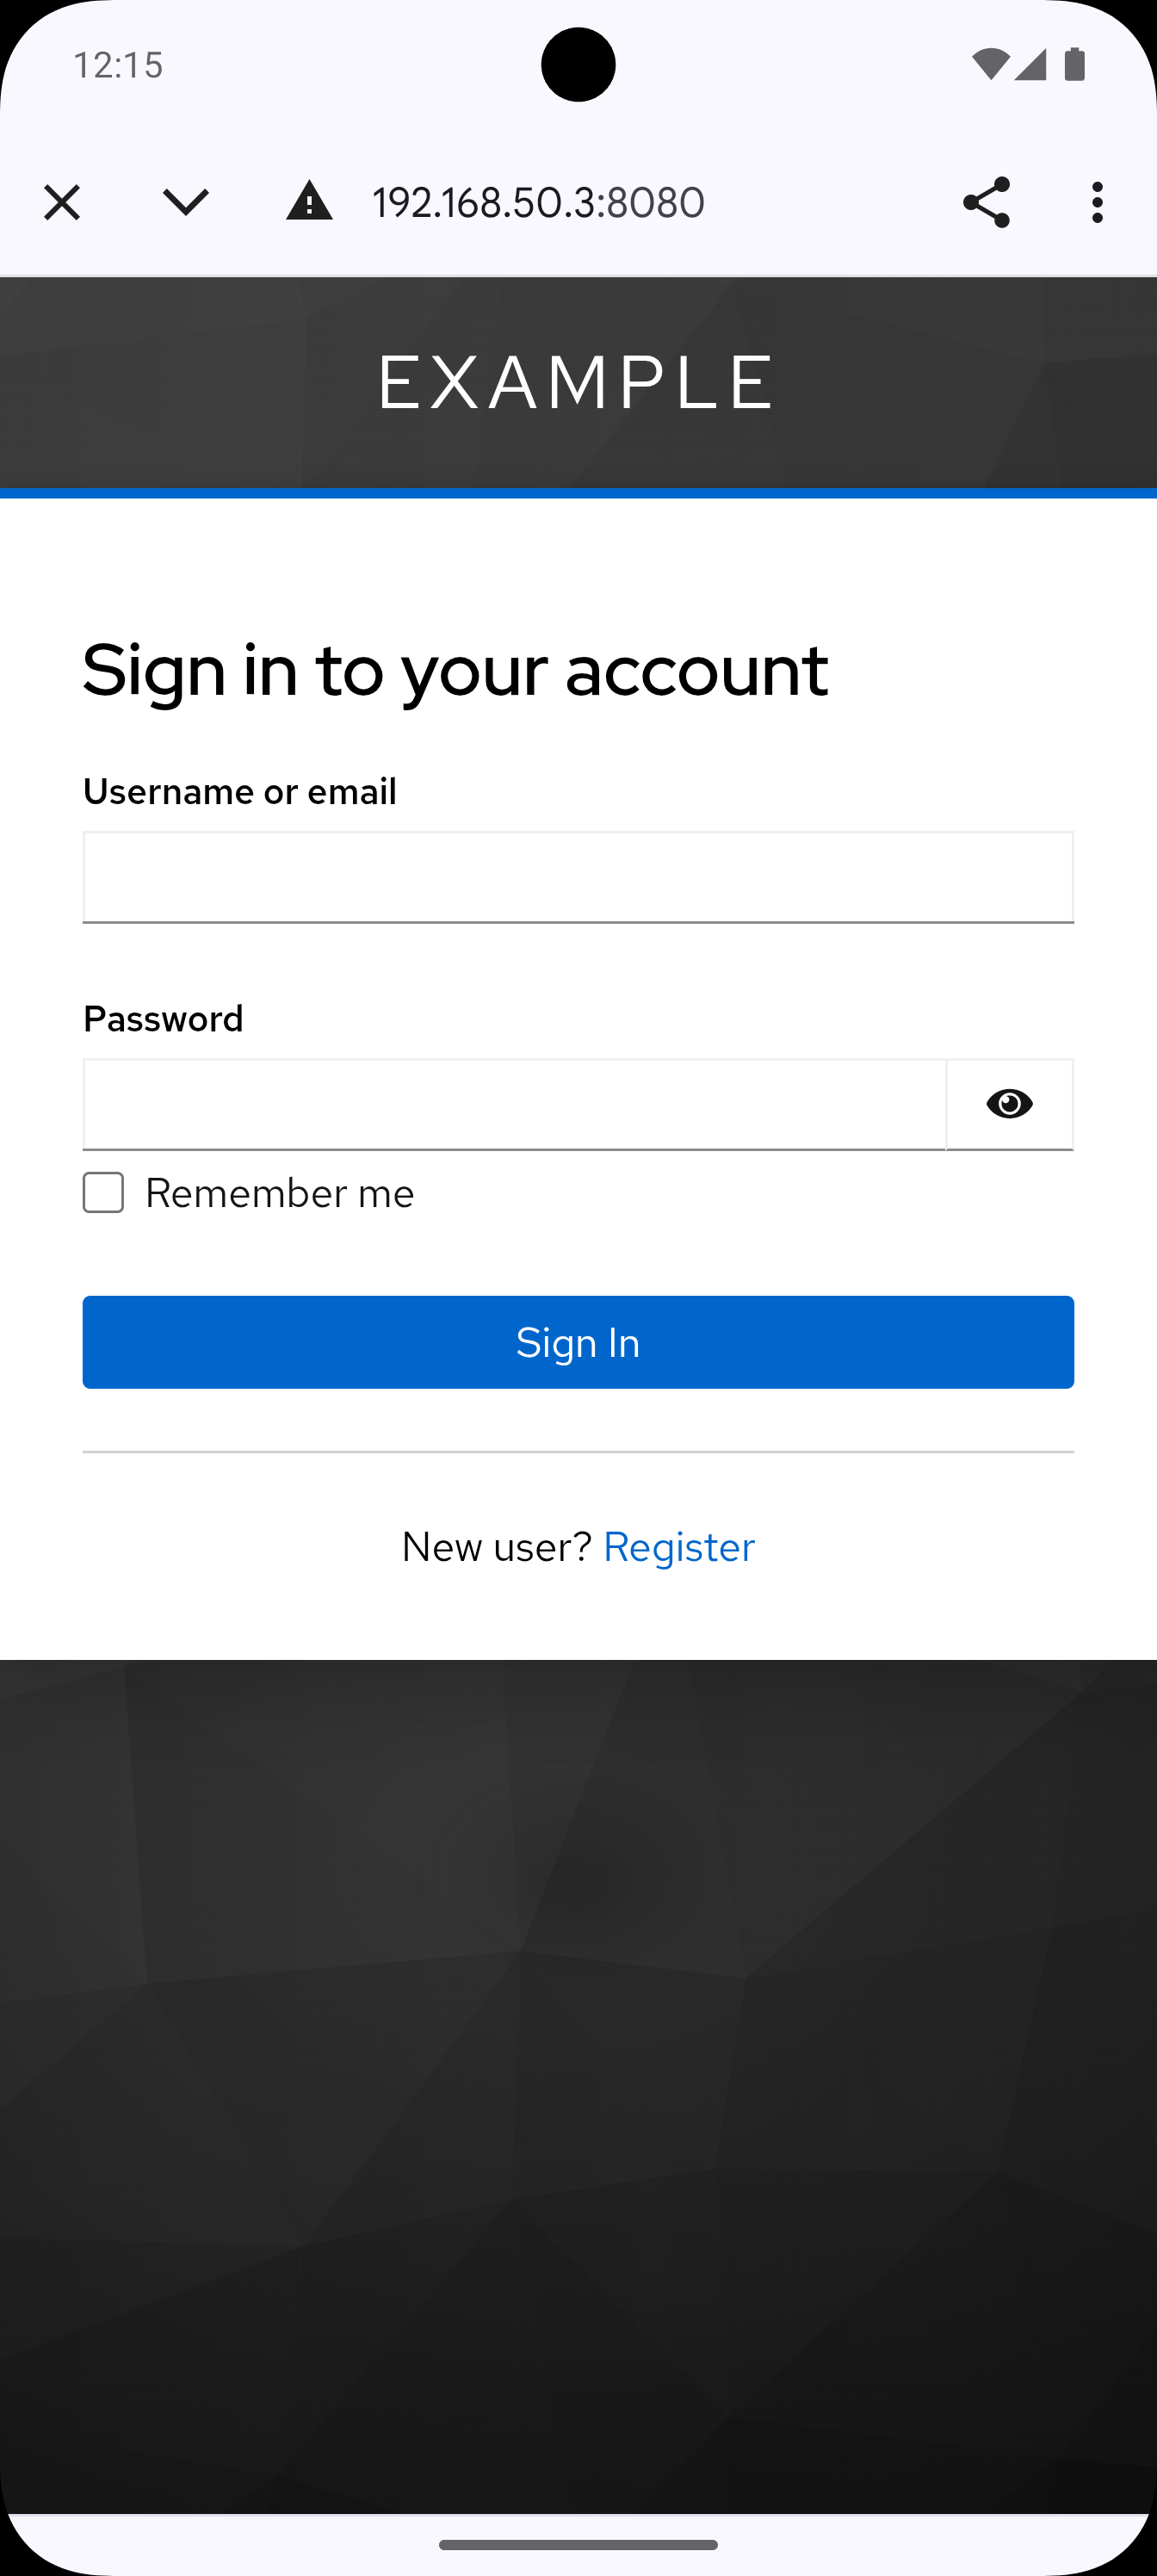 12:15
192.168.50.3:8080
EXAMPLE
Sign in to your account
Username or email
Password
Remember me
Sign In
New user? Register